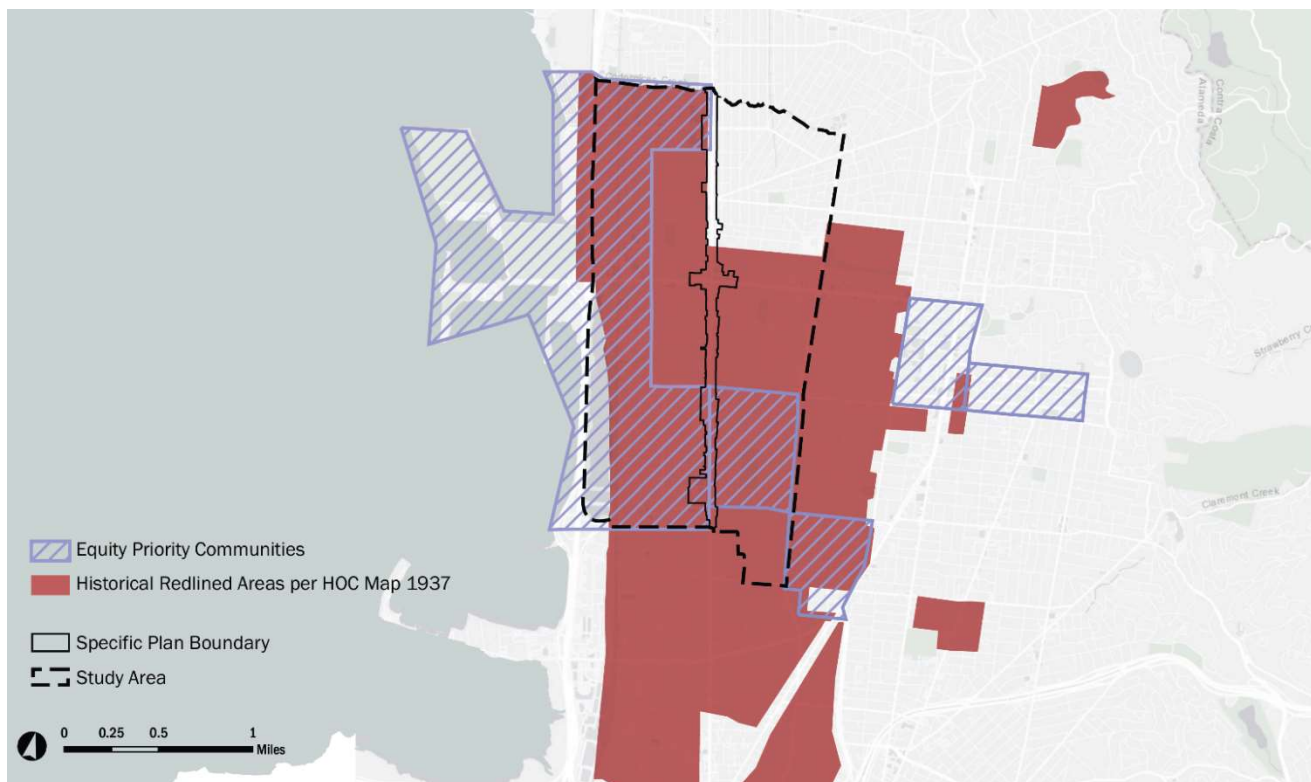 Contra Costa
Alameda
Strawberry C
Claremont Creek
Equity Priority Communities
Historical Redlined Areas per HOC Map 1937
Specific Plan Boundary
Study Area
0 0.25 0.5 1
Miles